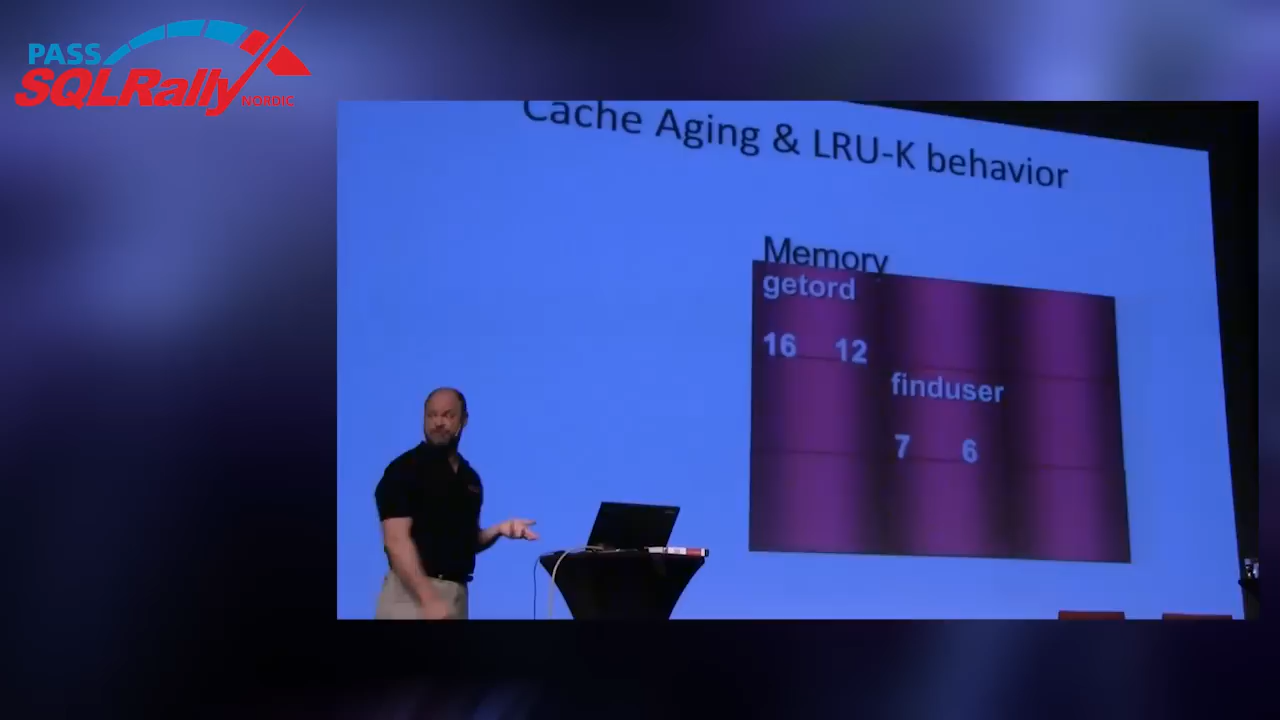 PASS
SQLRally
NORDIC
Cache Aging & LRU-K behavior
Memory
getord
16 12
finduser
7 6